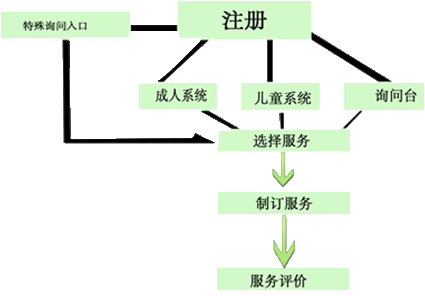 特殊询问入口
注册
成人系统
儿童系统
询问台
选择服务
制订服务
服务评价